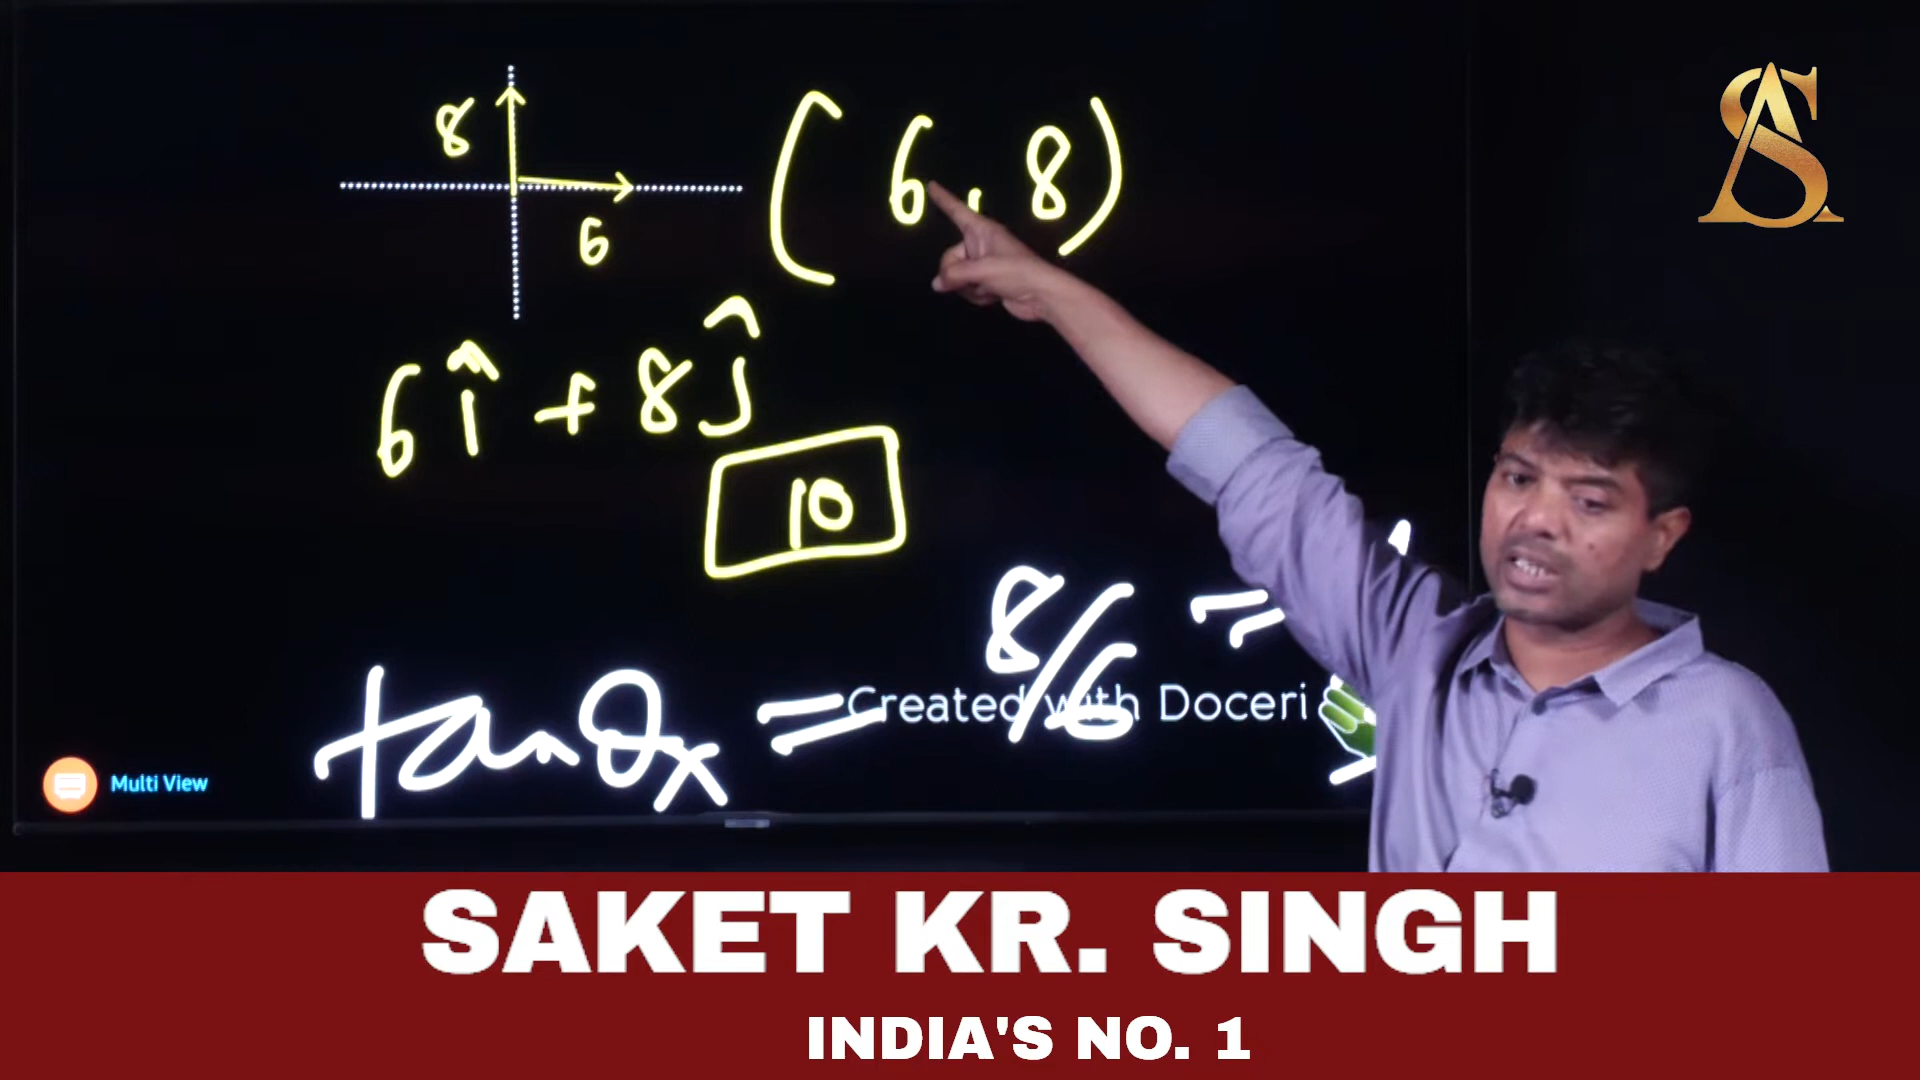 8
6
(6, 8)
6î + 8ĵ
10
tanθx = 8/6 =
Created with Doceri
Multi View
SAKET KR. SINGH
INDIA'S NO. 1